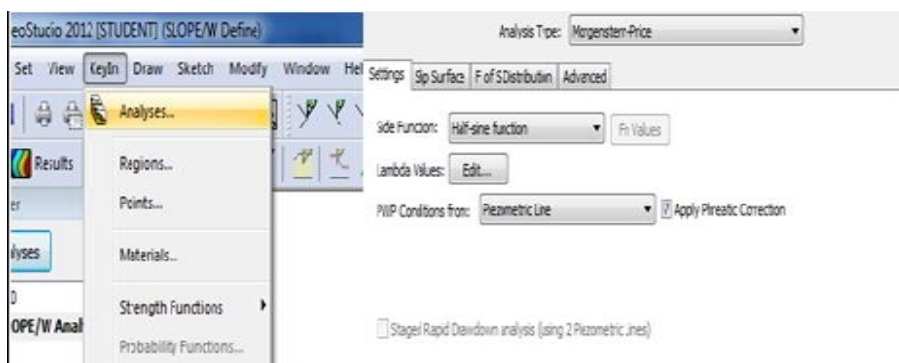 eoStudio 2012 [STUDENT] (SLOPE/W Define)
Set View KeyIn Draw Sketch Modify Window Hel
Analyses...
Results
Regions...
er
Points...
lyses
Materials...
Strength Functions
OPE/W Anal
Probability Functions...
Analysis Type: Morgenstern-Price
Settings Slip Surface F of S Distribution Advanced
Side Function: Half-sine function Fn Values
Lambda Values: Edit...
PWP Conditions from: Piezometric Line Apply Phreatic Correction
Staged Rapid Drawdown analysis (using 2 Piezometric Lines)